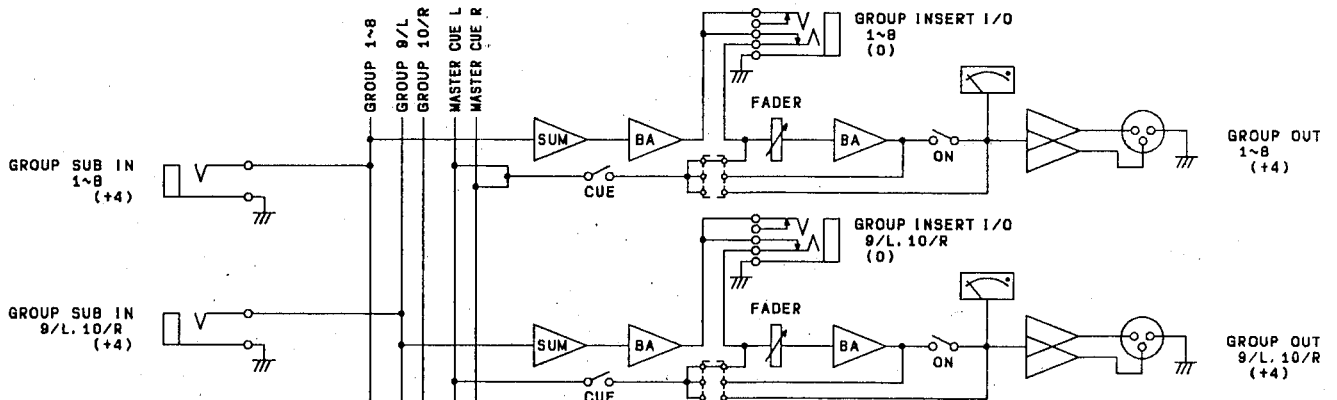 GROUP 1~8
GROUP 9/L
GROUP 10/R
MASTER CUE L
MASTER CUE R
GROUP INSERT I/O
1~8
(0)
FADER
SUM
BA
BA
ON
CUE
GROUP SUB IN
1~8
(+4)
GROUP OUT
1~8
(+4)
GROUP INSERT I/O
9/L. 10/R
(0)
FADER
GROUP SUB IN
9/L. 10/R
(+4)
SUM
BA
BA
ON
CUE
GROUP OUT
9/L. 10/R
(+4)